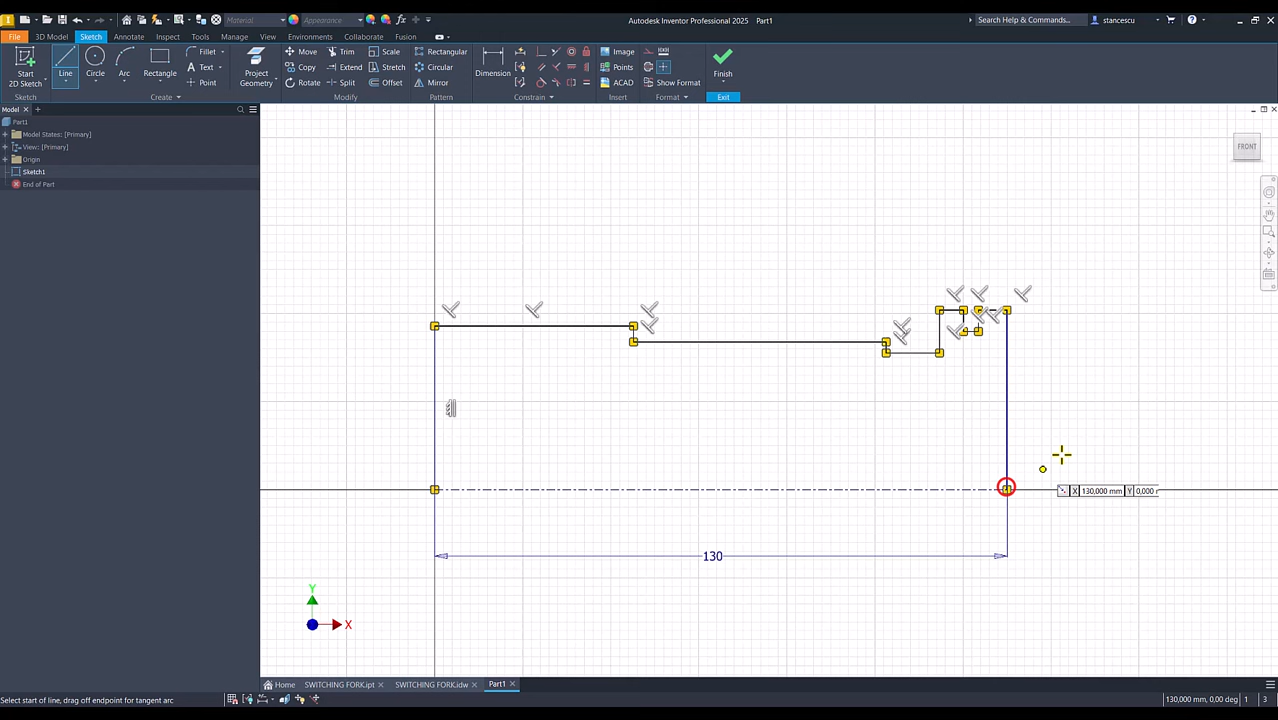 Material
Appearance
fx
Autodesk Inventor Professional 2025 Part1
Search Help & Commands...
stancescu
File
3D Model
Sketch
Annotate
Inspect
Tools
Manage
View
Environments
Collaborate
Fusion
Start
2D Sketch
Line
Circle
Arc
Rectangle
Fillet
Text
Point
Project
Geometry
Move
Copy
Rotate
Trim
Extend
Split
Scale
Stretch
Offset
Rectangular
Circular
Mirror
Dimension
Image
Points
ACAD
Show Format
Finish
Sketch
Create
Modify
Pattern
Constrain
Insert
Format
Exit
Model
Part1
Model States: [Primary]
View: [Primary]
Origin
Sketch1
End of Part
FRONT
X 130,000 mm Y 0,000
130
Y
X
Home
SWITCHING FORK.ipt
SWITCHING FORK.idw
Part1
Select start of line, drag off endpoint for tangent arc
130,000 mm, 0,00 deg 1 3